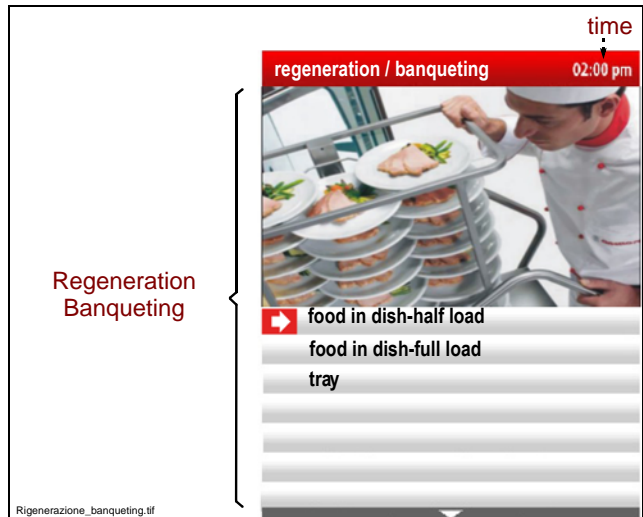 time
regeneration / banqueting 02:00 pm
Regeneration
Banqueting
food in dish-half load
food in dish-full load
tray
Rigenerazione_banqueting.tif